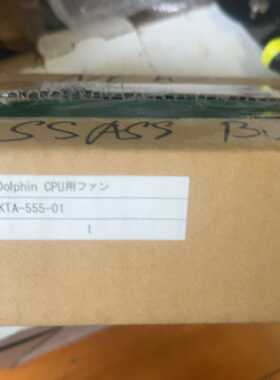 SSASS
Dolphin CPU用ファン
KTA-555-01
1